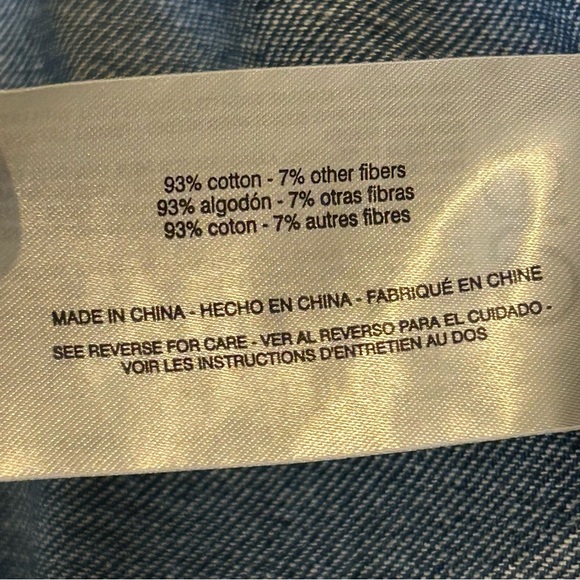 93% cotton - 7% other fibers
93% algodón - 7% otras fibras
93% coton - 7% autres fibres
MADE IN CHINA - HECHO EN CHINA - FABRIQUÉ EN CHINE
SEE REVERSE FOR CARE - VER AL REVERSO PARA EL CUIDADO -
VOIR LES INSTRUCTIONS D'ENTRETIEN AU DOS